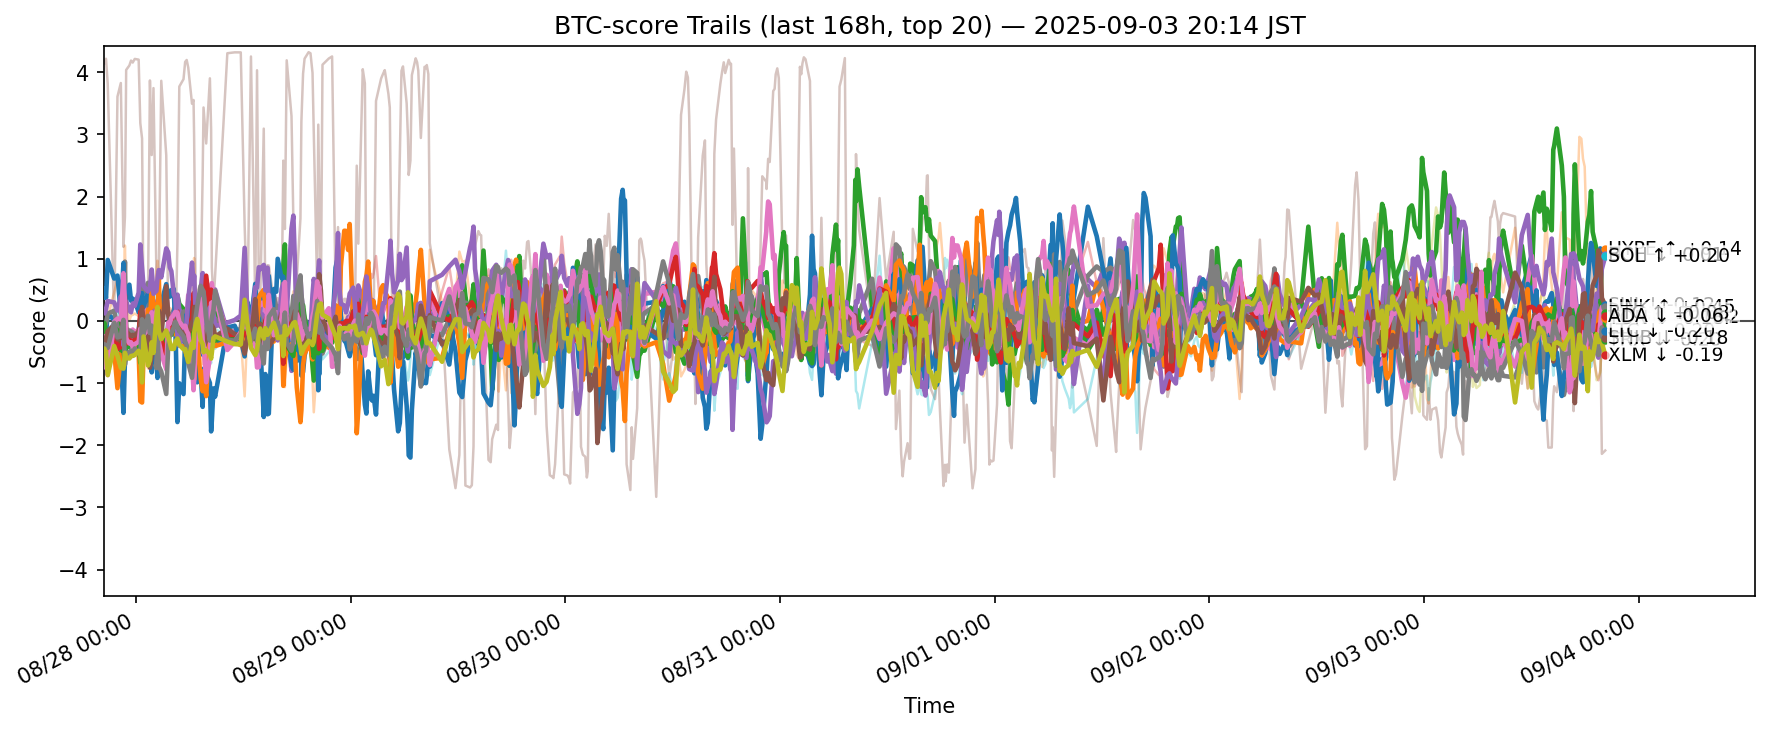 BTC-score Trails (last 168h, top 20) — 2025-09-03 20:14 JST
Score (z)
4
3
2
1
0
−1
−2
−3
−4
SOL ↑ +0.20
ADA ↓ -0.06
XLM ↓ -0.19
08/28 00:00
08/29 00:00
08/30 00:00
08/31 00:00
09/01 00:00
09/02 00:00
09/03 00:00
09/04 00:00
Time